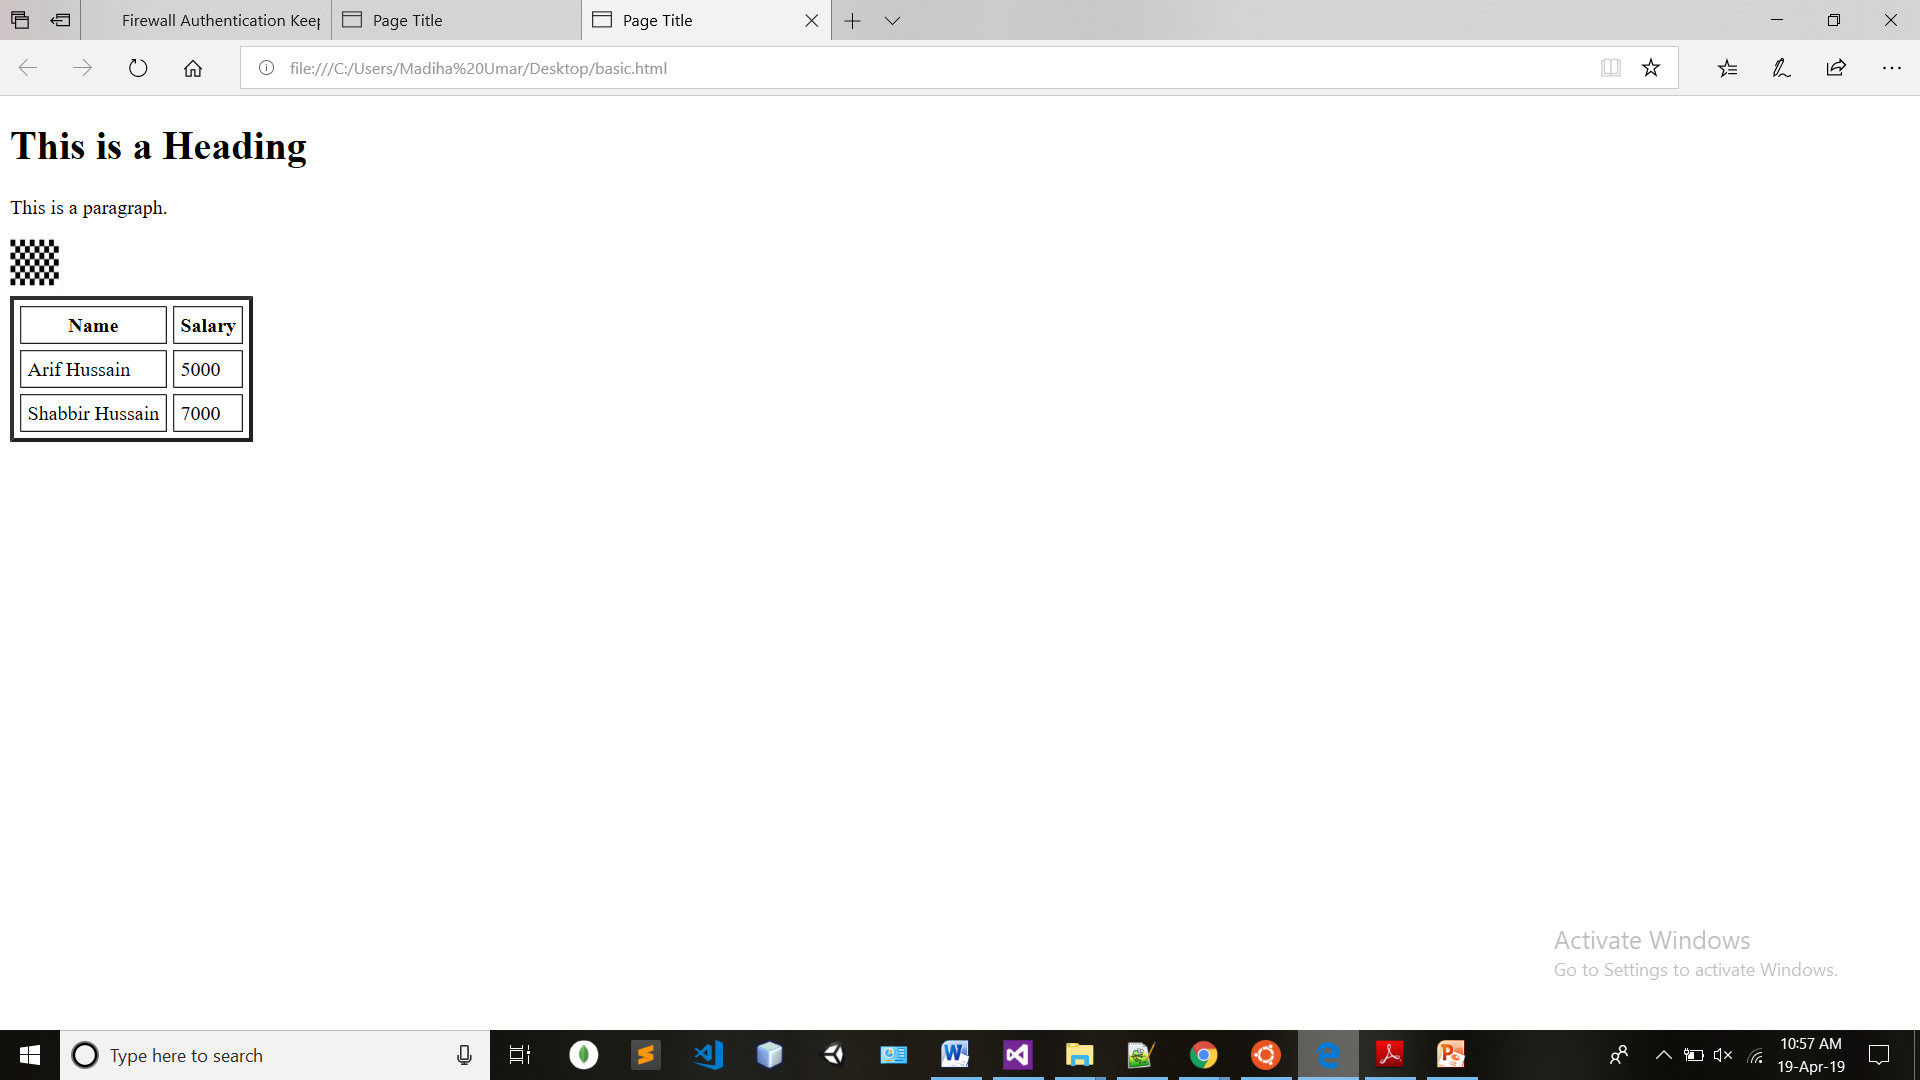 Firewall Authentication Keep
Page Title
Page Title
file:///C:/Users/Madiha%20Umar/Desktop/basic.html
This is a Heading
This is a paragraph.
Name Salary
Arif Hussain 5000
Shabbir Hussain 7000
Activate Windows
Go to Settings to activate Windows.
Type here to search
10:57 AM
19-Apr-19